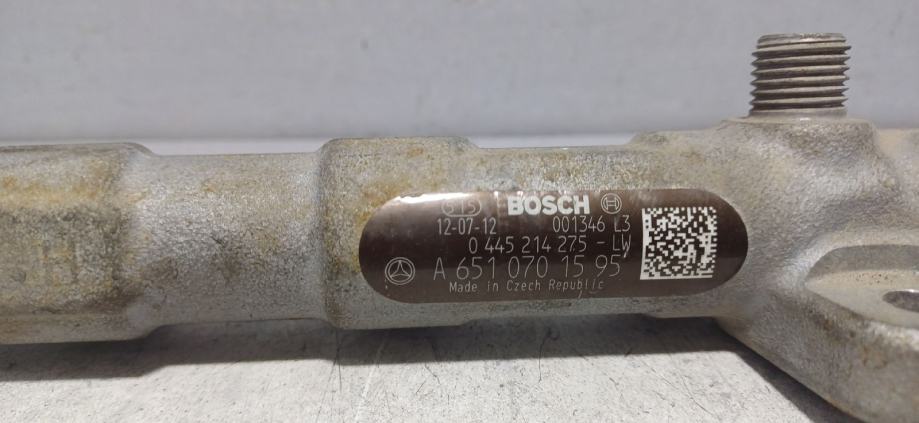 615 BOSCH
12-07-12 001346 L3
0 445 214 275 - LW
A 651 070 15 95
Made in Czech Republic